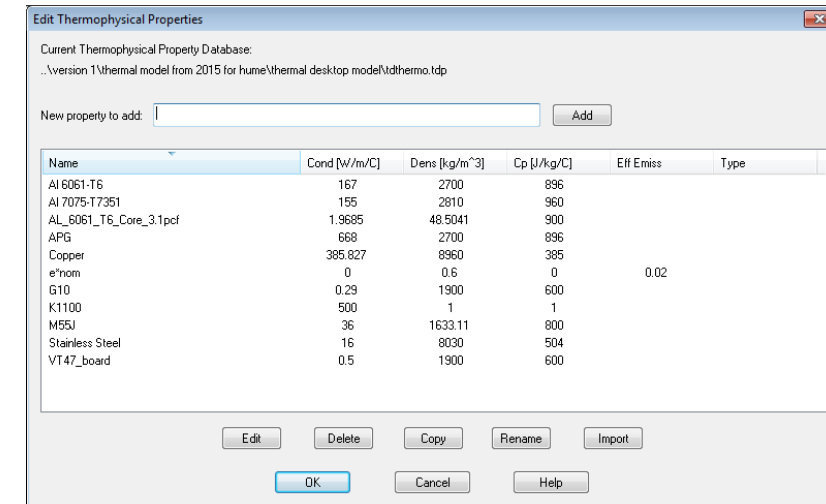 Edit Thermophysical Properties
Current Thermophysical Property Database:
..\version 1\thermal model from 2015 for hume\thermal desktop model\tdthermo.tdp
New property to add: Add
Name Cond [W/m/C] Dens [kg/m^3] Cp [J/kg/C] Eff Emiss Type
Al 6061-T6 167 2700 896
Al 7075-T7351 155 2810 960
AL_6061_T6_Core_3.1pcf 1.9685 48.5041 900
APG 668 2700 896
Copper 385.827 8960 385
e*nom 0 0.6 0 0.02
G10 0.29 1900 600
K1100 500 1 1
M55J 36 1633.11 800
Stainless Steel 16 8030 504
VT47_board 0.5 1900 600
Edit Delete Copy Rename Import
OK Cancel Help